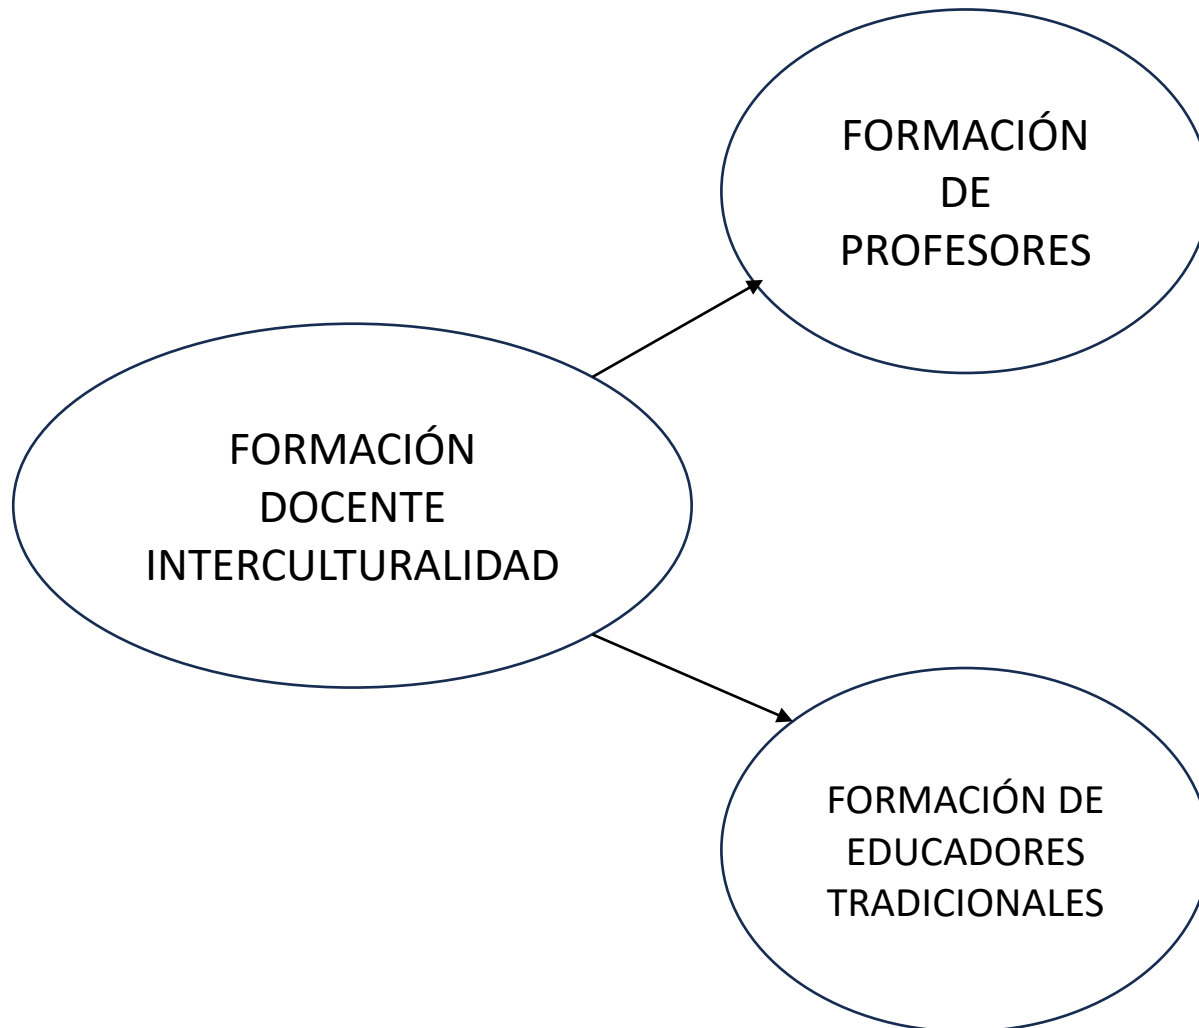 FORMACIÓN
DE
PROFESORES
FORMACIÓN
DOCENTE
INTERCULTURALIDAD
FORMACIÓN DE
EDUCADORES
TRADICIONALES